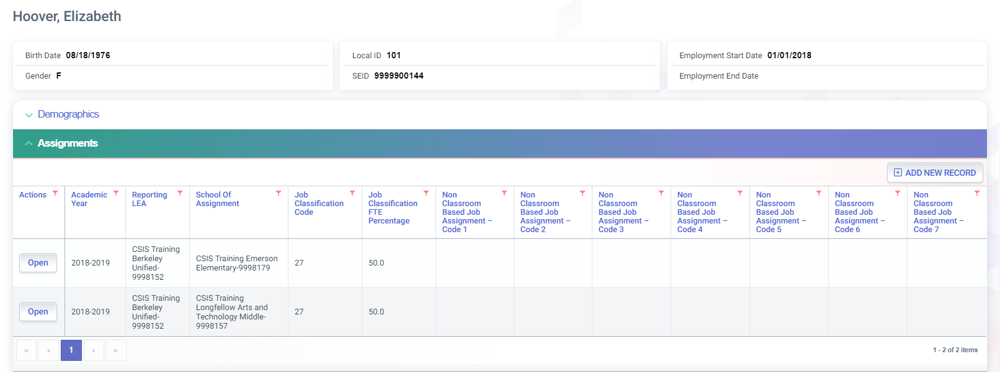 Hoover, Elizabeth
Birth Date 08/18/1976
Gender F
Local ID 101
SEID 9999900144
Employment Start Date 01/01/2018
Employment End Date
Demographics
Assignments
ADD NEW RECORD
Actions
Academic
Year
Reporting
LEA
School Of
Assignment
Job
Classification
Code
Job
Classification
FTE
Percentage
Non
Classroom
Based Job
Assignment –
Code 1
Non
Classroom
Based Job
Assignment –
Code 2
Non
Classroom
Based Job
Assignment –
Code 3
Non
Classroom
Based Job
Assignment –
Code 4
Non
Classroom
Based Job
Assignment –
Code 5
Non
Classroom
Based Job
Assignment –
Code 6
Non
Classroom
Based Job
Assignment –
Code 7
Open
2018-2019
CSIS Training
Berkeley
Unified-
9998152
CSIS Training Emerson
Elementary-9998179
27
50.0
Open
2018-2019
CSIS Training
Berkeley
Unified-
9998152
CSIS Training
Longfellow Arts and
Technology Middle-
9998157
27
50.0
1
1 - 2 of 2 items